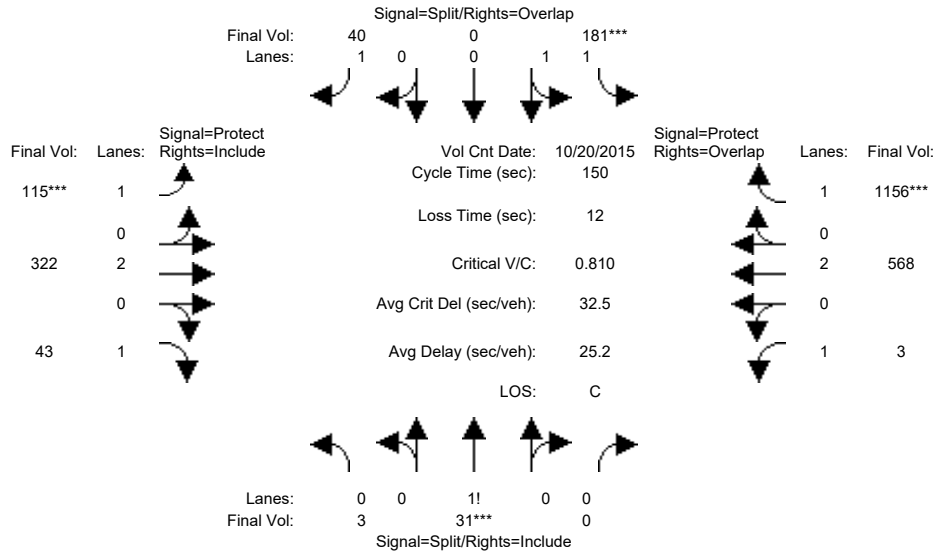 Signal=Split/Rights=Overlap
Final Vol: 40 0 181***
Lanes: 1 0 0 1 1
Signal=Protect
Final Vol: Lanes: Rights=Include
Vol Cnt Date: 10/20/2015
Signal=Protect
Rights=Overlap Lanes: Final Vol:
Cycle Time (sec): 150
115*** 1
1 1156***
Loss Time (sec): 12
0
0
322 2
Critical V/C: 0.810
2 568
0
Avg Crit Del (sec/veh): 32.5
0
43 1
Avg Delay (sec/veh): 25.2
1 3
LOS: C
Lanes: 0 0 1! 0 0
Final Vol: 3 31*** 0
Signal=Split/Rights=Include